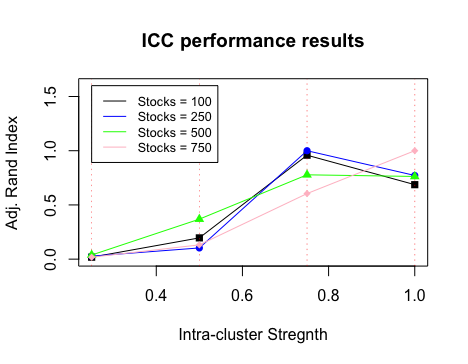 ICC performance results
Stocks = 100
Stocks = 250
Stocks = 500
Stocks = 750
Adj. Rand Index
0.0
0.5
1.0
1.5
0.4
0.6
0.8
1.0
Intra-cluster Stregnth